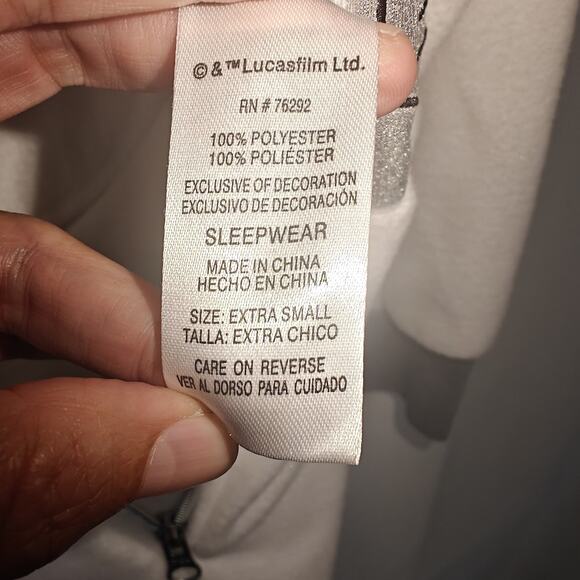 ©&™Lucasfilm Ltd.
RN # 76292
100% POLYESTER
100% POLIÉSTER
EXCLUSIVE OF DECORATION
EXCLUSIVO DE DECORACIÓN
SLEEPWEAR
MADE IN CHINA
HECHO EN CHINA
SIZE: EXTRA SMALL
TALLA: EXTRA CHICO
CARE ON REVERSE
VER AL DORSO PARA CUIDADO